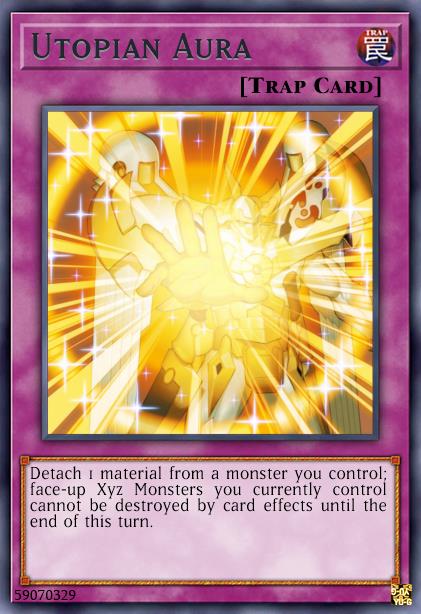 Utopian Aura
TRAP
罠
[Trap Card]
Detach 1 material from a monster you control;
face-up Xyz Monsters you currently control
cannot be destroyed by card effects until the
end of this turn.
59070329